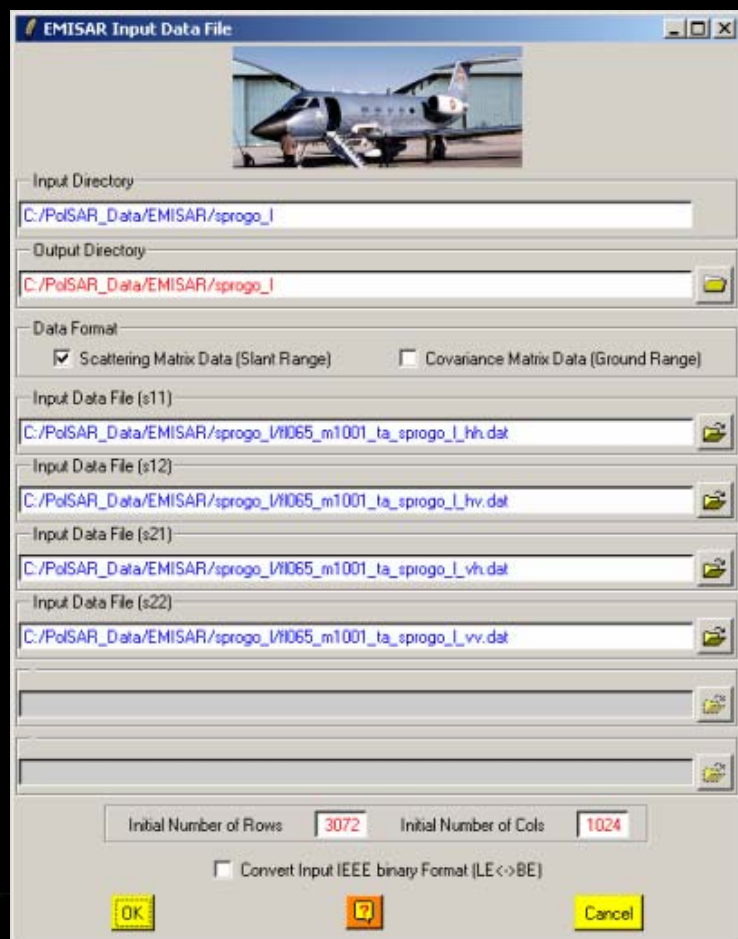 EMISAR Input Data File
Input Directory
C:/PolSAR_Data/EMISAR/sprogo_l
Output Directory
C:/PolSAR_Data/EMISAR/sprogo_l
Data Format
Scattering Matrix Data (Slant Range) Covariance Matrix Data (Ground Range)
Input Data File (s11)
C:/PolSAR_Data/EMISAR/sprogo_l/fl065_m1001_ta_sprogo_l_hh.dat
Input Data File (s12)
C:/PolSAR_Data/EMISAR/sprogo_l/fl065_m1001_ta_sprogo_l_hv.dat
Input Data File (s21)
C:/PolSAR_Data/EMISAR/sprogo_l/fl065_m1001_ta_sprogo_l_vh.dat
Input Data File (s22)
C:/PolSAR_Data/EMISAR/sprogo_l/fl065_m1001_ta_sprogo_l_vv.dat
Initial Number of Rows 3072 Initial Number of Cols 1024
Convert Input IEEE binary Format (LE<->BE)
OK ? Cancel